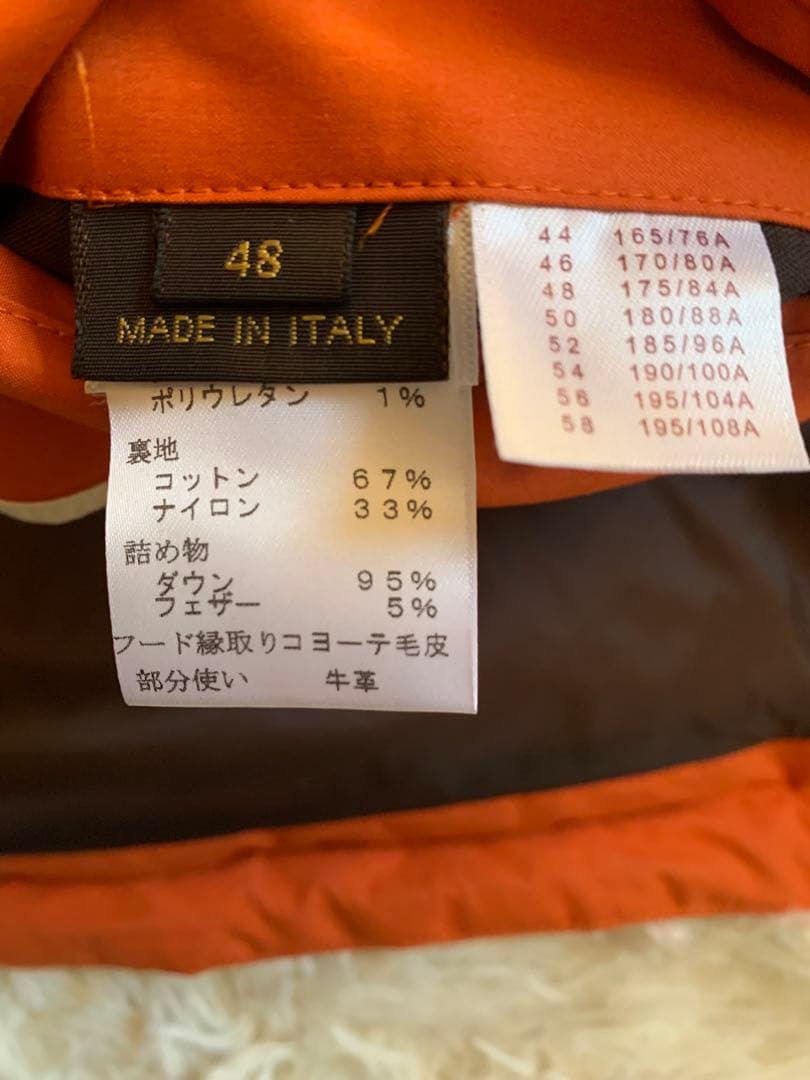 48
MADE IN ITALY
ポリウレタン 1%
裏地
コットン 67%
ナイロン 33%
詰め物
ダウン 95%
フェザー 5%
フード縁取りコヨーテ毛皮
部分使い 牛革
44 165/76A
46 170/80A
48 175/84A
50 180/88A
52 185/96A
54 190/100A
56 195/104A
58 195/108A